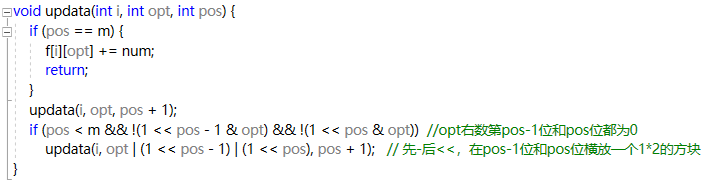 void updata(int i, int opt, int pos) {
if (pos == m) {
f[i][opt] += num;
return;
}
updata(i, opt, pos + 1);
if (pos < m && !(1 << pos - 1 & opt) && !(1 << pos & opt)) //opt右数第pos-1位和pos位都为0
updata(i, opt | (1 << pos - 1) | (1 << pos), pos + 1); // 先-后<<，在pos-1位和pos位横放一个1*2的方块
}